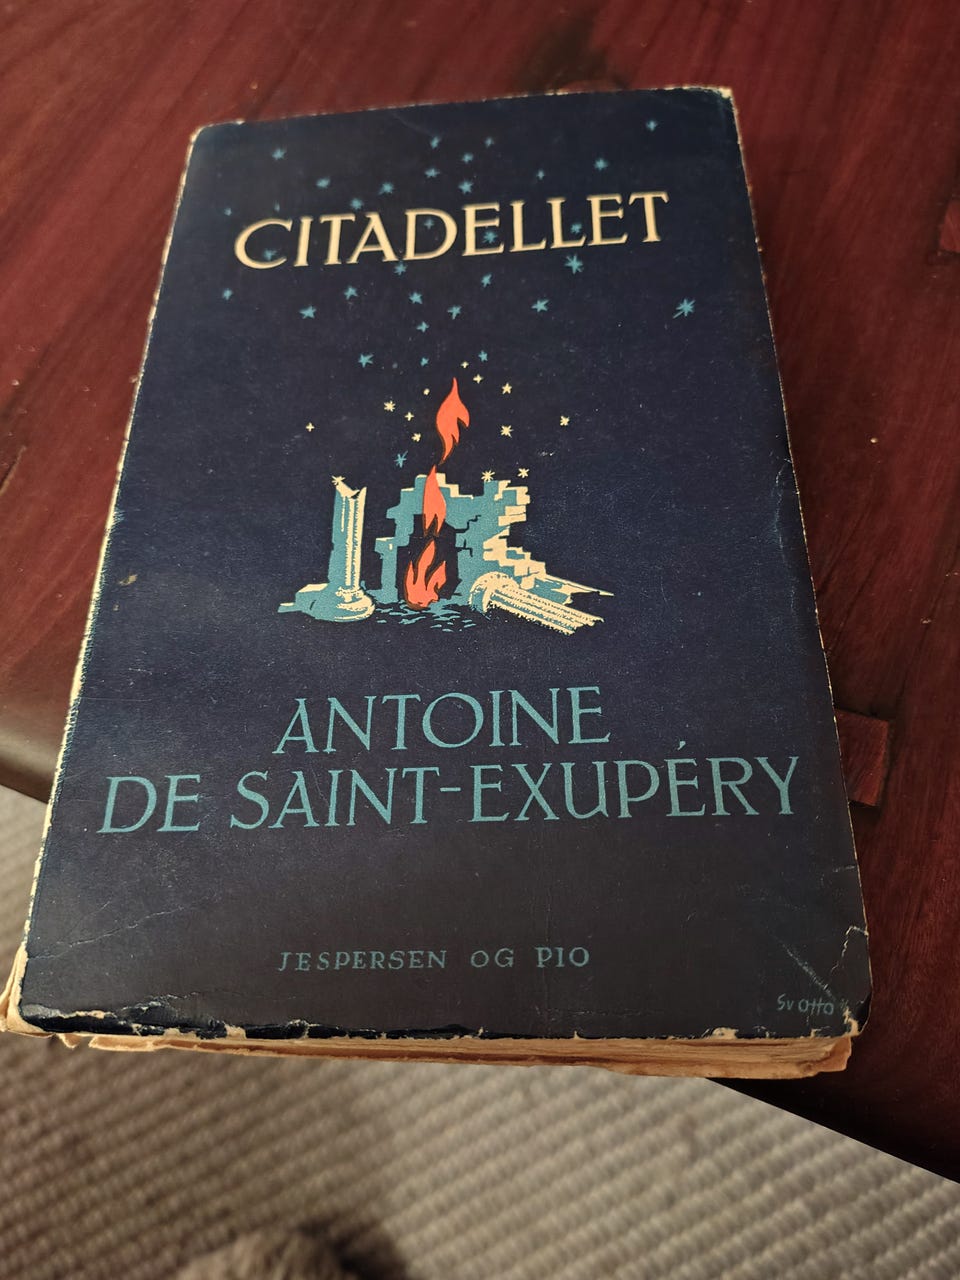 CITADELLET
ANTOINE
DE SAINT-EXUPÉRY
JESPERSEN OG PIO
Sv Otto